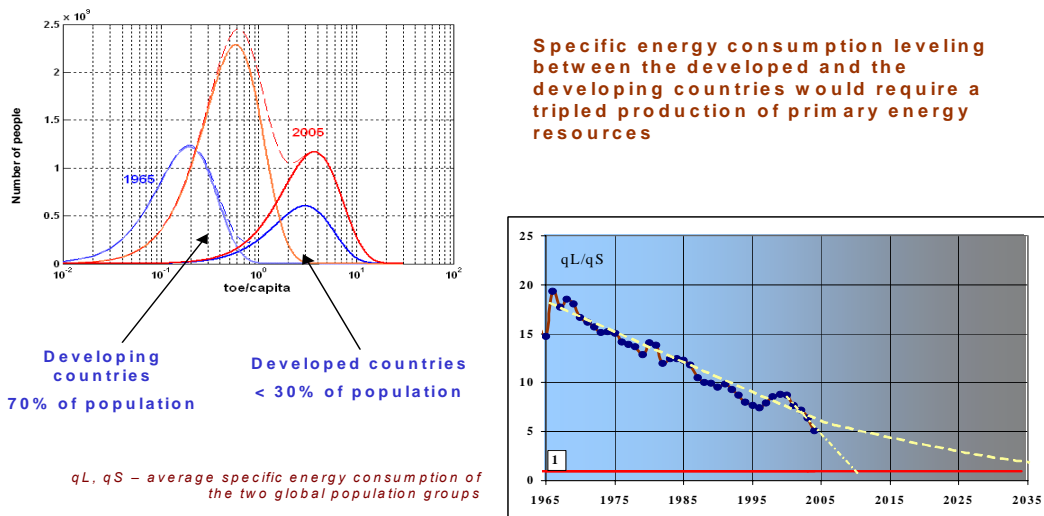 x 10⁹
2.5
2
1.5
1
0.5
0
Number of people
1965
2005
10⁻²
10⁻¹
10⁰
10¹
10²
toe/capita
Developing
countries
70% of population
Developed countries
< 30% of population
qL, qS – average specific energy consumption of
the two global population groups
Specific energy consumption leveling
between the developed and the
developing countries would require a
tripled production of primary energy
resources
25
20
15
10
5
0
qL/qS
1
1965
1975
1985
1995
2005
2015
2025
2035